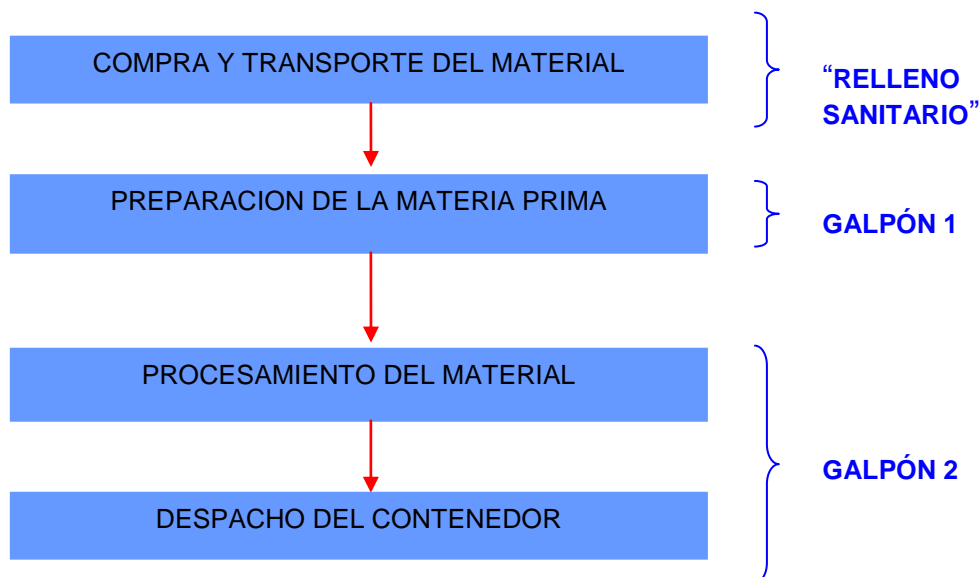 COMPRA Y TRANSPORTE DEL MATERIAL
“RELLENO
SANITARIO”
PREPARACION DE LA MATERIA PRIMA
GALPÓN 1
PROCESAMIENTO DEL MATERIAL
GALPÓN 2
DESPACHO DEL CONTENEDOR